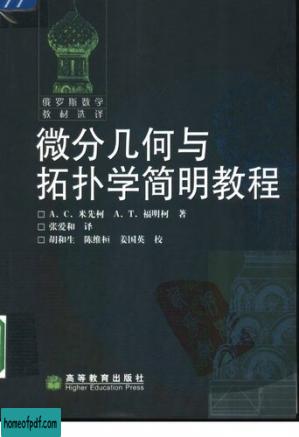 俄罗斯数学
教材选译
微分几何与
拓扑学简明教程
□ A. C. 米先柯 A. T. 福明柯 著
□ 张爱和 译
□ 胡和生 陈维桓 姜国英 校
高等教育出版社
Higher Education Press
www.
homeofpdf.com